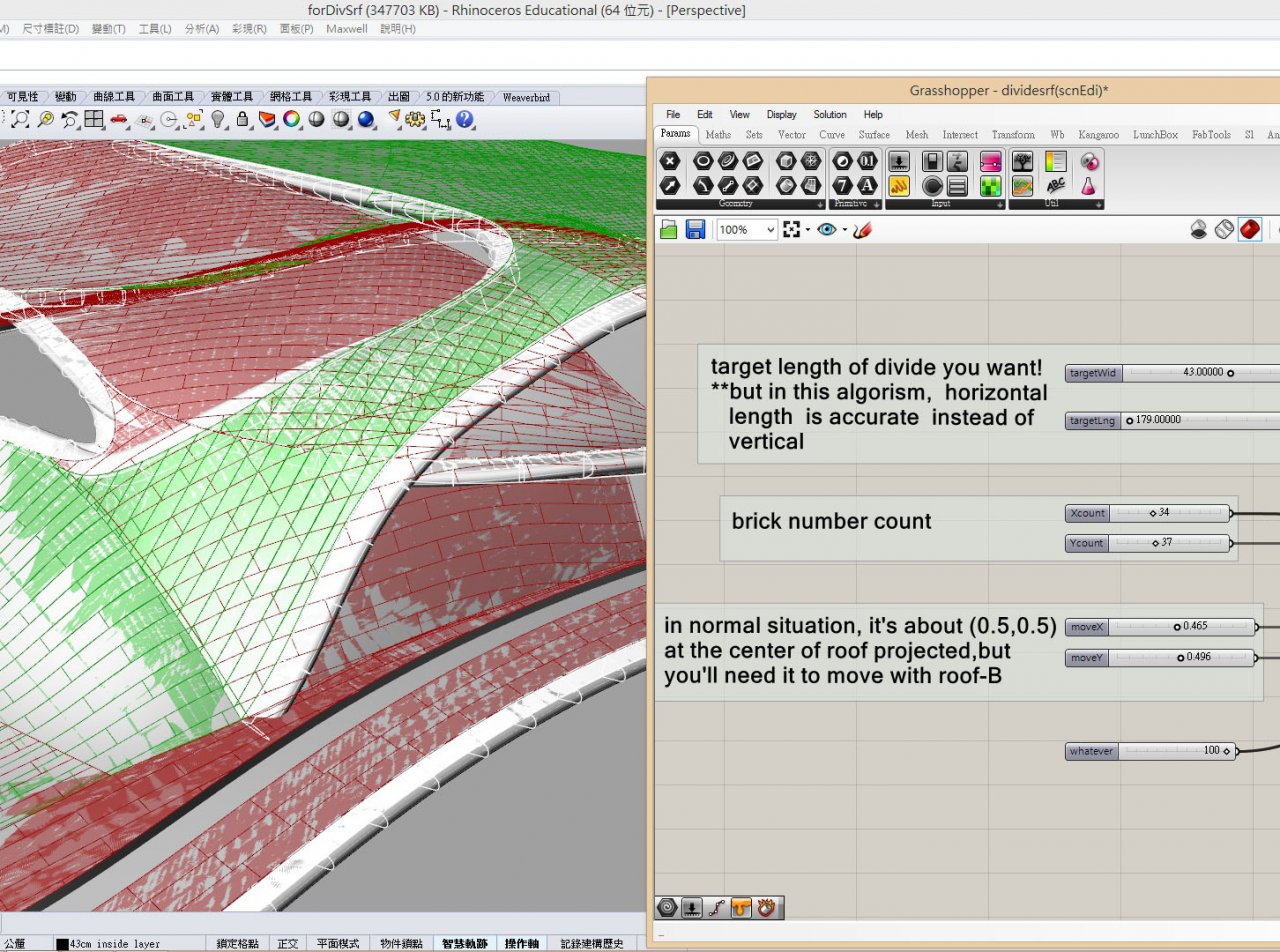 forDivSrf (347703 KB) - Rhinoceros Educational (64 位元) - [Perspective]
M) 尺寸標註(D) 變動(T) 工具(L) 分析(A) 彩現(R) 面板(P) Maxwell 說明(H)
可見性 變動 曲線工具 曲面工具 實體工具 網格工具 彩現工具 出圖 5.0 的新功能 Weaverbird
Grasshopper - dividesrf(scnEdi)*
File Edit View Display Solution Help
Params Maths Sets Vector Curve Surface Mesh Intersect Transform Wb Kangaroo LunchBox FabTools S1 An
Geometry Primitive Input Util
100%
target length of divide you want!
**but in this algorism, horizontal
length is accurate instead of
vertical
targetWid 43.00000
targetLng 179.00000
brick number count
Xcount 34
Ycount 37
in normal situation, it's about (0.5,0.5)
at the center of roof projected,but
you'll need it to move with roof-B
moveX 0.465
moveY 0.496
whatever 100
公釐 43cm inside layer 鎖定格點 正交 平面模式 物件鎖點 智慧軌跡 操作軸 記錄建構歷史